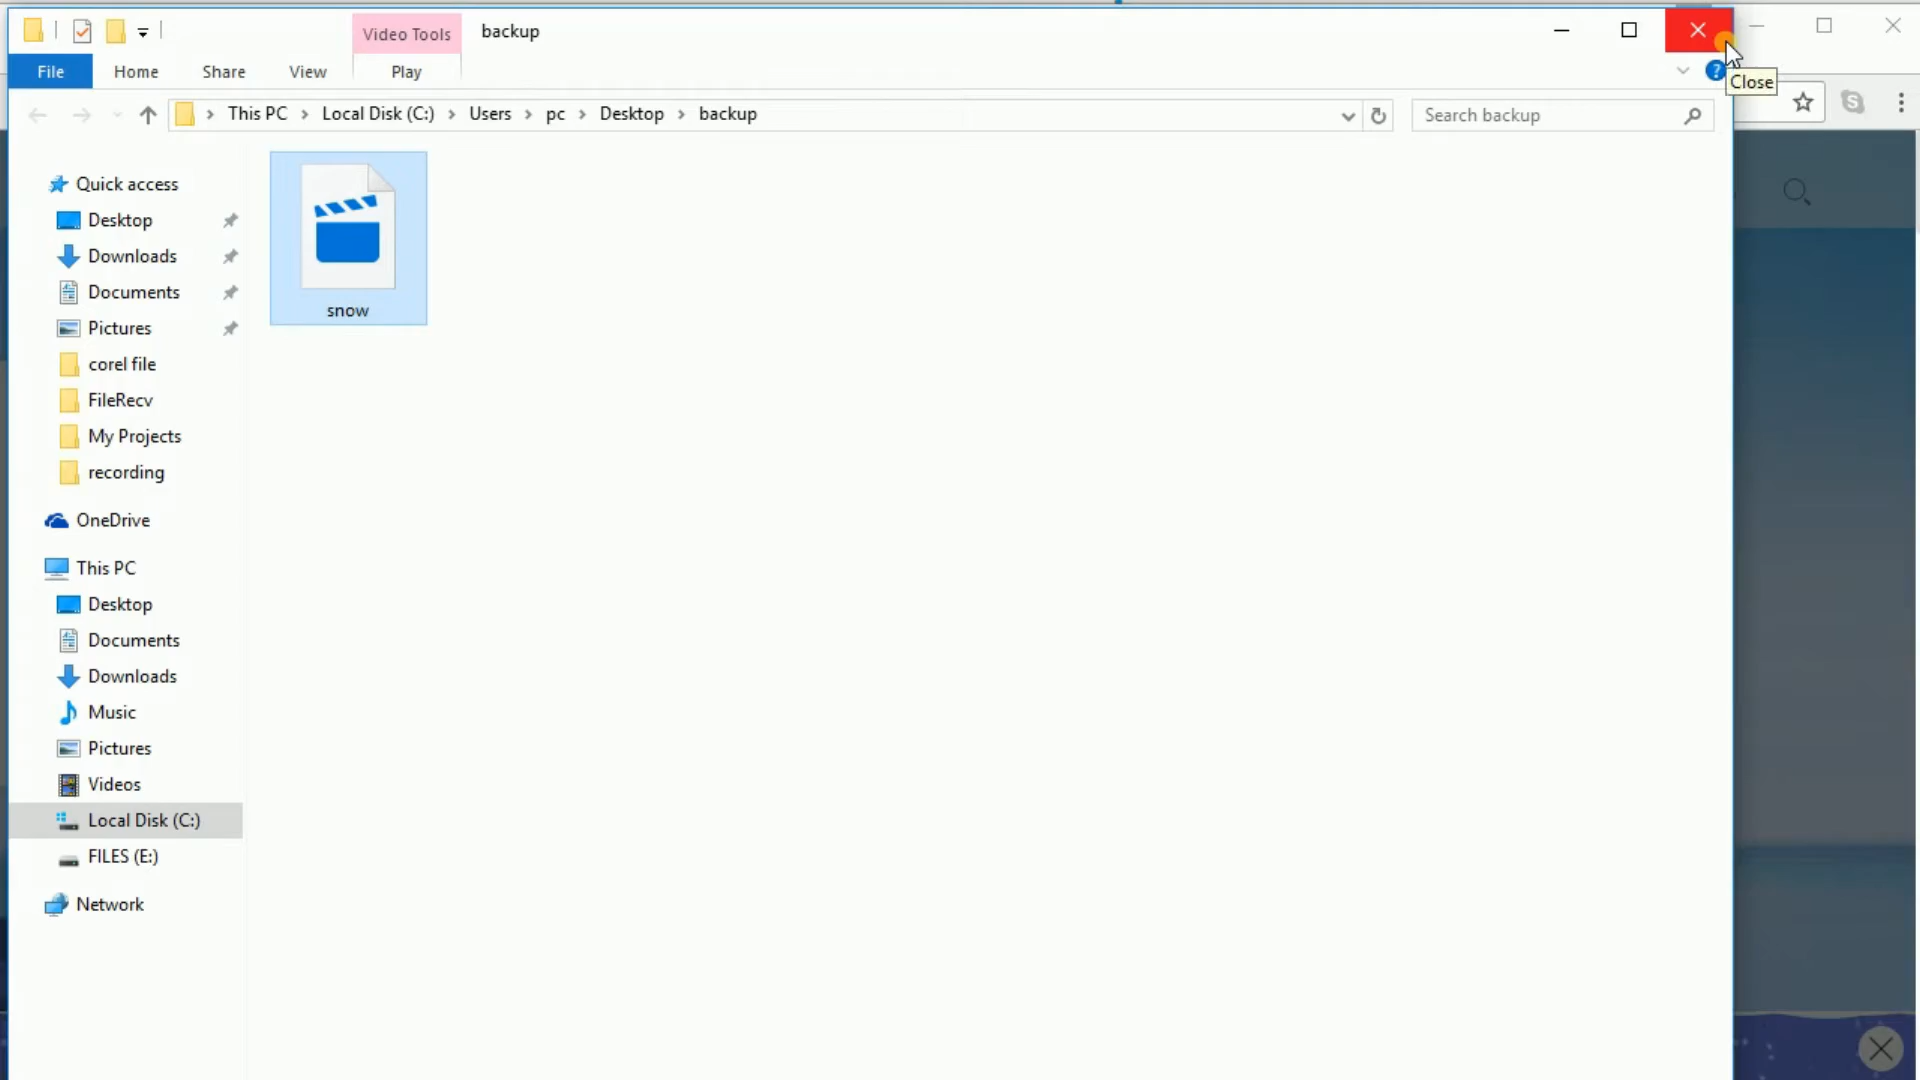 Video Tools
backup
File
Home
Share
View
Play
Close
This PC
Local Disk (C:)
Users
pc
Desktop
backup
Search backup
Quick access
Desktop
Downloads
Documents
Pictures
corel file
FileRecv
My Projects
recording
OneDrive
This PC
Desktop
Documents
Downloads
Music
Pictures
Videos
Local Disk (C:)
FILES (E:)
Network
snow